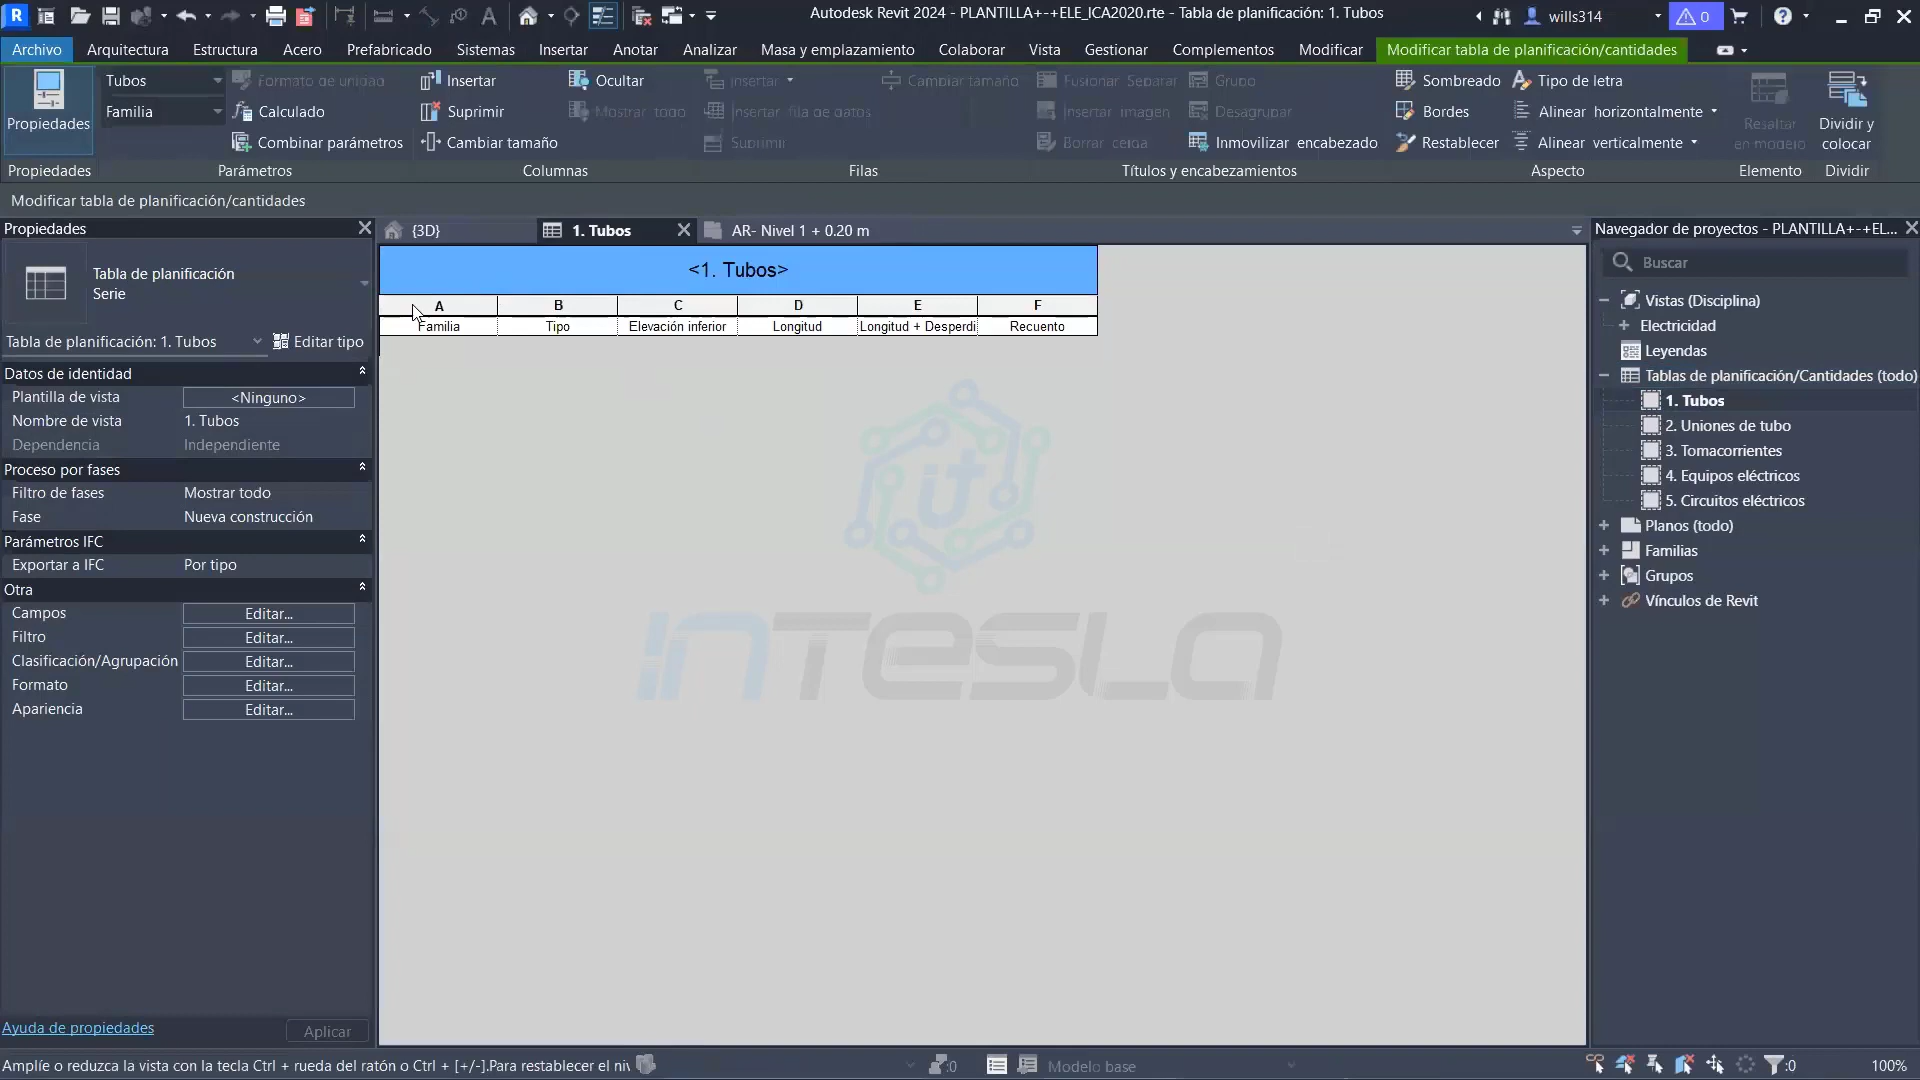 Autodesk Revit 2024 - PLANTILLA+-+ELE_ICA2020.rte - Tabla de planificación: 1. Tubos
wills314
0
Archivo Arquitectura Estructura Acero Prefabricado Sistemas Insertar Anotar Analizar Masa y emplazamiento Colaborar Vista Gestionar Complementos Modificar Modificar tabla de planificación/cantidades
Tubos Formato de unidad Insertar Ocultar Insertar Cambiar tamaño Fusionar Separar Grupo Sombreado Tipo de letra
Propiedades Familia Calculado Suprimir Mostrar todo Insertar fila de datos Insertar imagen Desagrupar Bordes Alinear horizontalmente Resaltar en modelo Dividir y colocar
Combinar parámetros Cambiar tamaño Suprimir Borrar celda Inmovilizar encabezado Restablecer Alinear verticalmente
Propiedades Parámetros Columnas Filas Títulos y encabezamientos Aspecto Elemento Dividir
Modificar tabla de planificación/cantidades
Propiedades
Tabla de planificación
Serie
Tabla de planificación: 1. Tubos Editar tipo
Datos de identidad
Plantilla de vista <Ninguno>
Nombre de vista 1. Tubos
Dependencia Independiente
Proceso por fases
Filtro de fases Mostrar todo
Fase Nueva construcción
Parámetros IFC
Exportar a IFC Por tipo
Otra
Campos Editar...
Filtro Editar...
Clasificación/Agrupación Editar...
Formato Editar...
Apariencia Editar...
Ayuda de propiedades Aplicar
{3D} 1. Tubos AR- Nivel 1 + 0.20 m
<1. Tubos>
A B C D E F
Familia Tipo Elevación inferior Longitud Longitud + Desperdi Recuento
it
INTESLA
Navegador de proyectos - PLANTILLA+-+EL...
Buscar
Vistas (Disciplina)
Electricidad
Leyendas
Tablas de planificación/Cantidades (todo)
1. Tubos
2. Uniones de tubo
3. Tomacorrientes
4. Equipos eléctricos
5. Circuitos eléctricos
Planos (todo)
Familias
Grupos
Vínculos de Revit
Amplíe o reduzca la vista con la tecla Ctrl + rueda del ratón o Ctrl + [+/-].Para restablecer el niv :0 Modelo base :0 100%